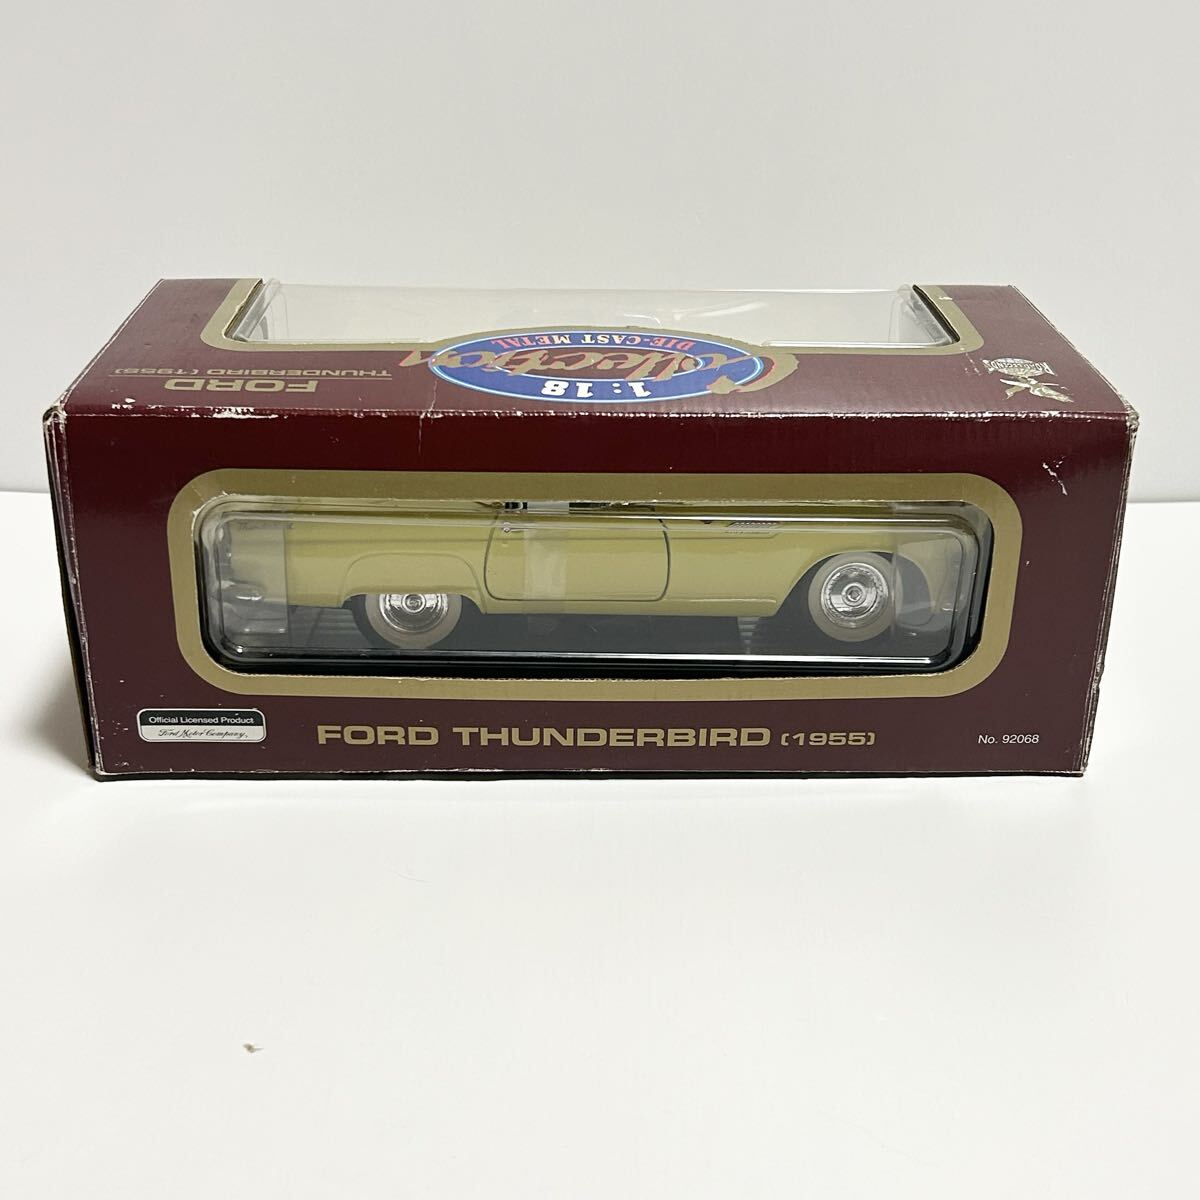 FORD
THUNDERBIRD (1955)
1:18
Collection
DIE-CAST METAL
Thunderbird
Official Licensed Product
Ford Motor Company
FORD THUNDERBIRD (1955)
No. 92068